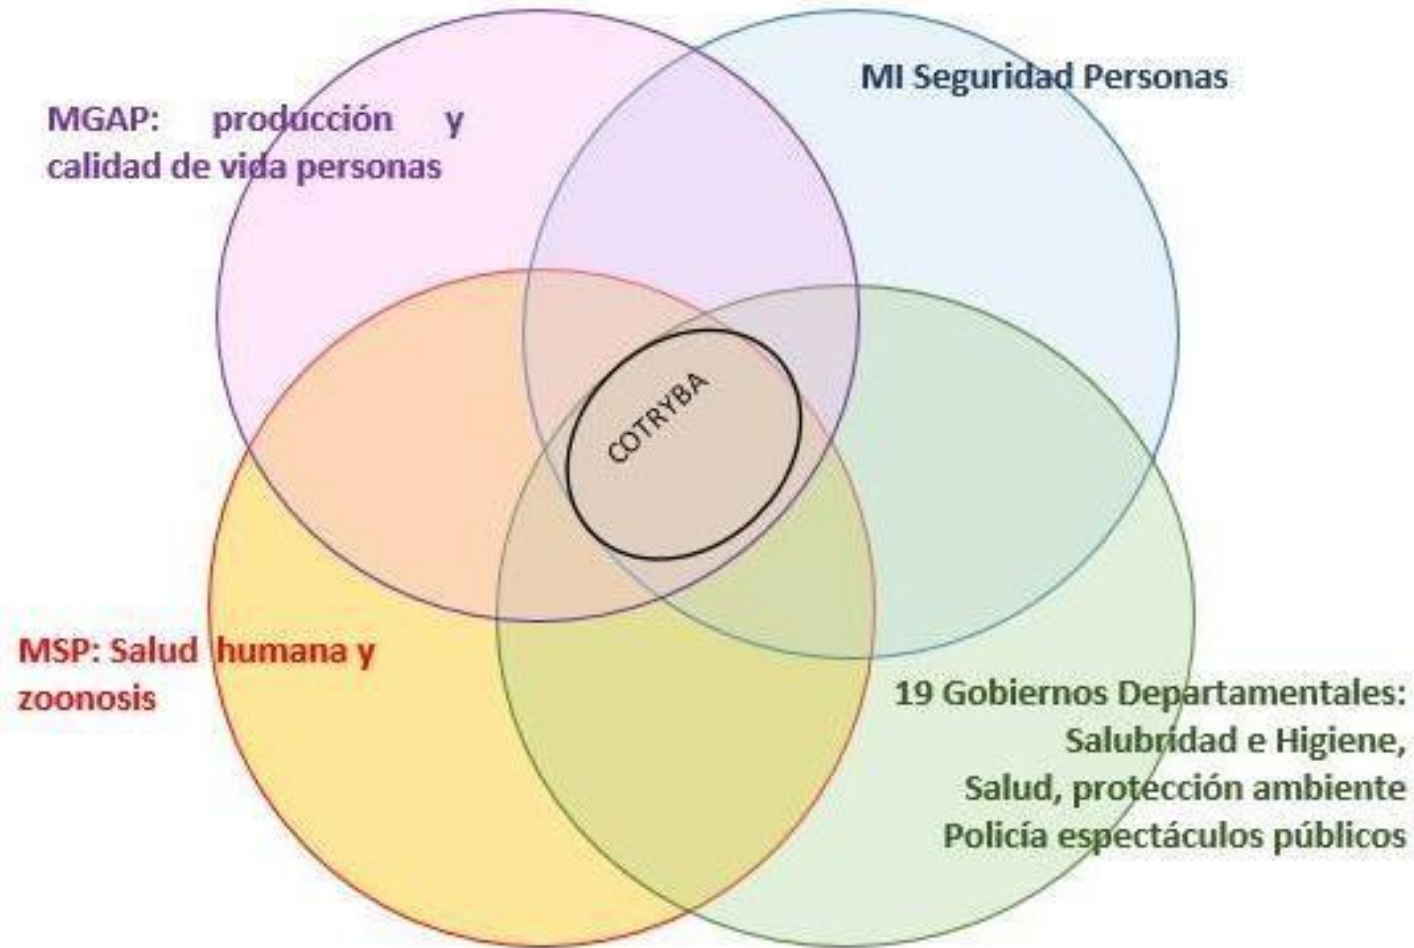 MI Seguridad Personas
MGAP: producción y
calidad de vida personas
COTRYBA
MSP: Salud humana y
zoonosis
19 Gobiernos Departamentales:
Salubridad e Higiene,
Salud, protección ambiente
Policía espectáculos públicos